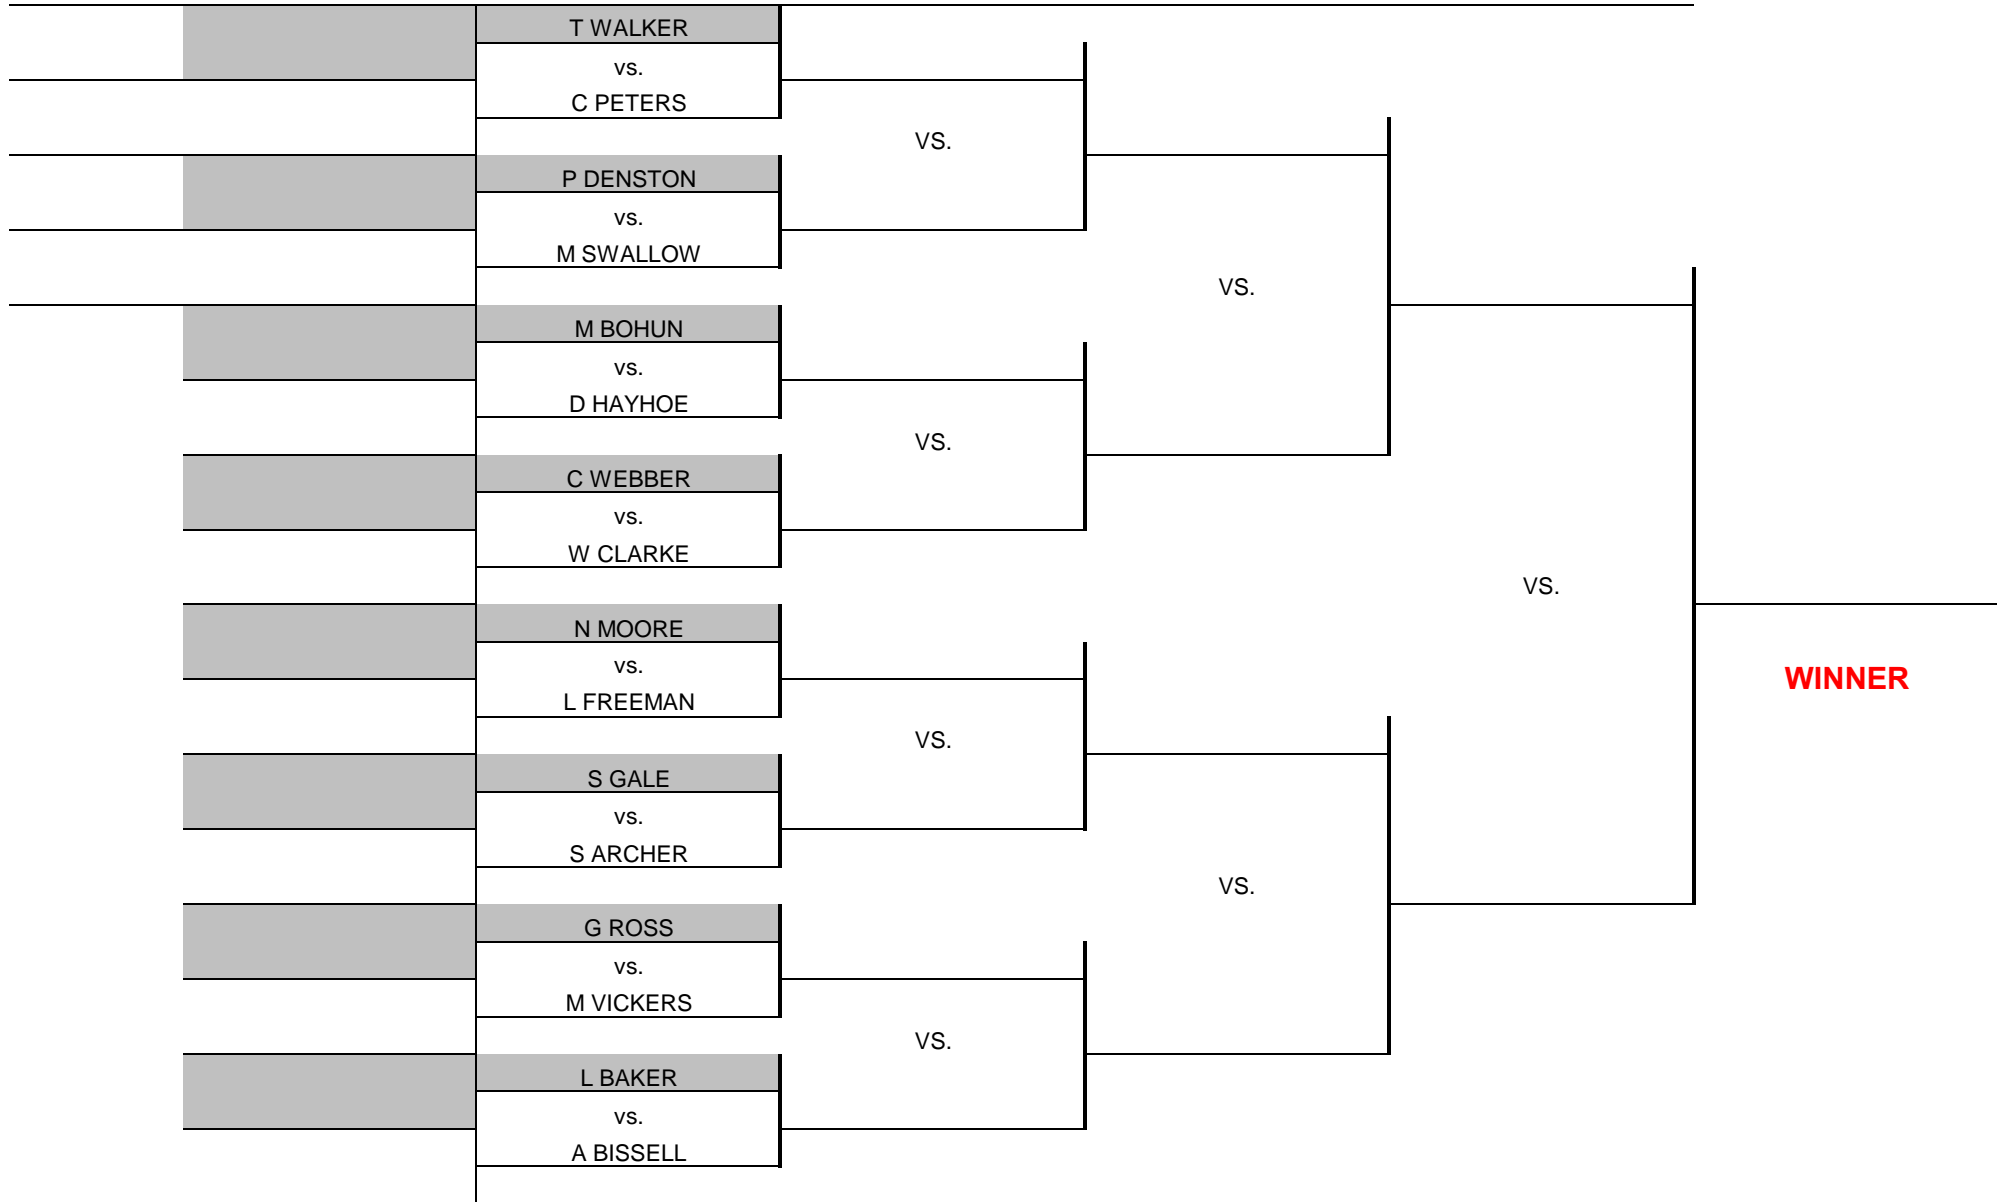 T WALKER
vs.
C PETERS
VS.
P DENSTON
vs.
M SWALLOW
VS.
M BOHUN
vs.
D HAYHOE
VS.
C WEBBER
vs.
W CLARKE
VS.
N MOORE
vs.
L FREEMAN
WINNER
VS.
S GALE
vs.
S ARCHER
VS.
G ROSS
vs.
M VICKERS
VS.
L BAKER
vs.
A BISSELL